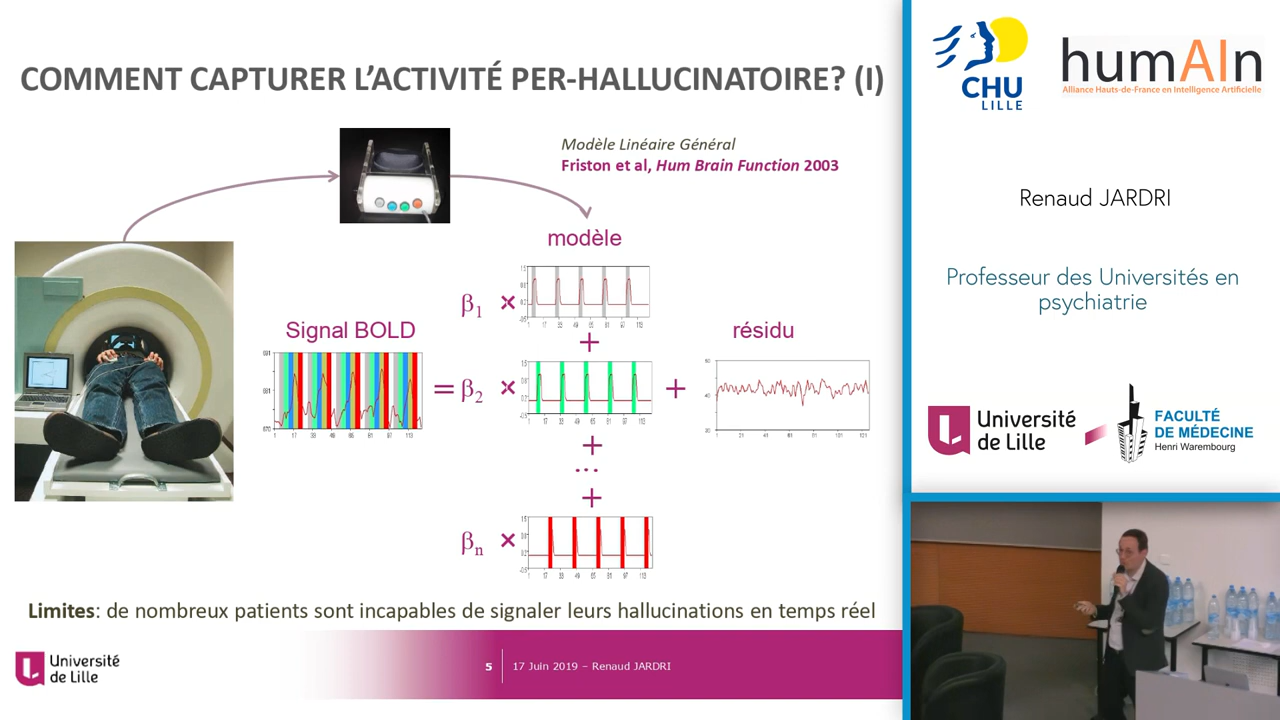 COMMENT CAPTURER L'ACTIVITÉ PER-HALLUCINATOIRE? (I)
Modèle Linéaire Général
Friston et al, Hum Brain Function 2003
modèle
β1 ×
+
Signal BOLD
résidu
= β2 × +
+
...
+
βn ×
Limites: de nombreux patients sont incapables de signaler leurs hallucinations en temps réel
Université
de Lille
5
17 Juin 2019 – Renaud JARDRI
CHU
LILLE
humAIn
Alliance Hauts-de-France en Intelligence Artificielle
Renaud JARDRI
Professeur des Universités en
psychiatrie
Université
de Lille
FACULTÉ
DE MÉDECINE
Henri Warembourg